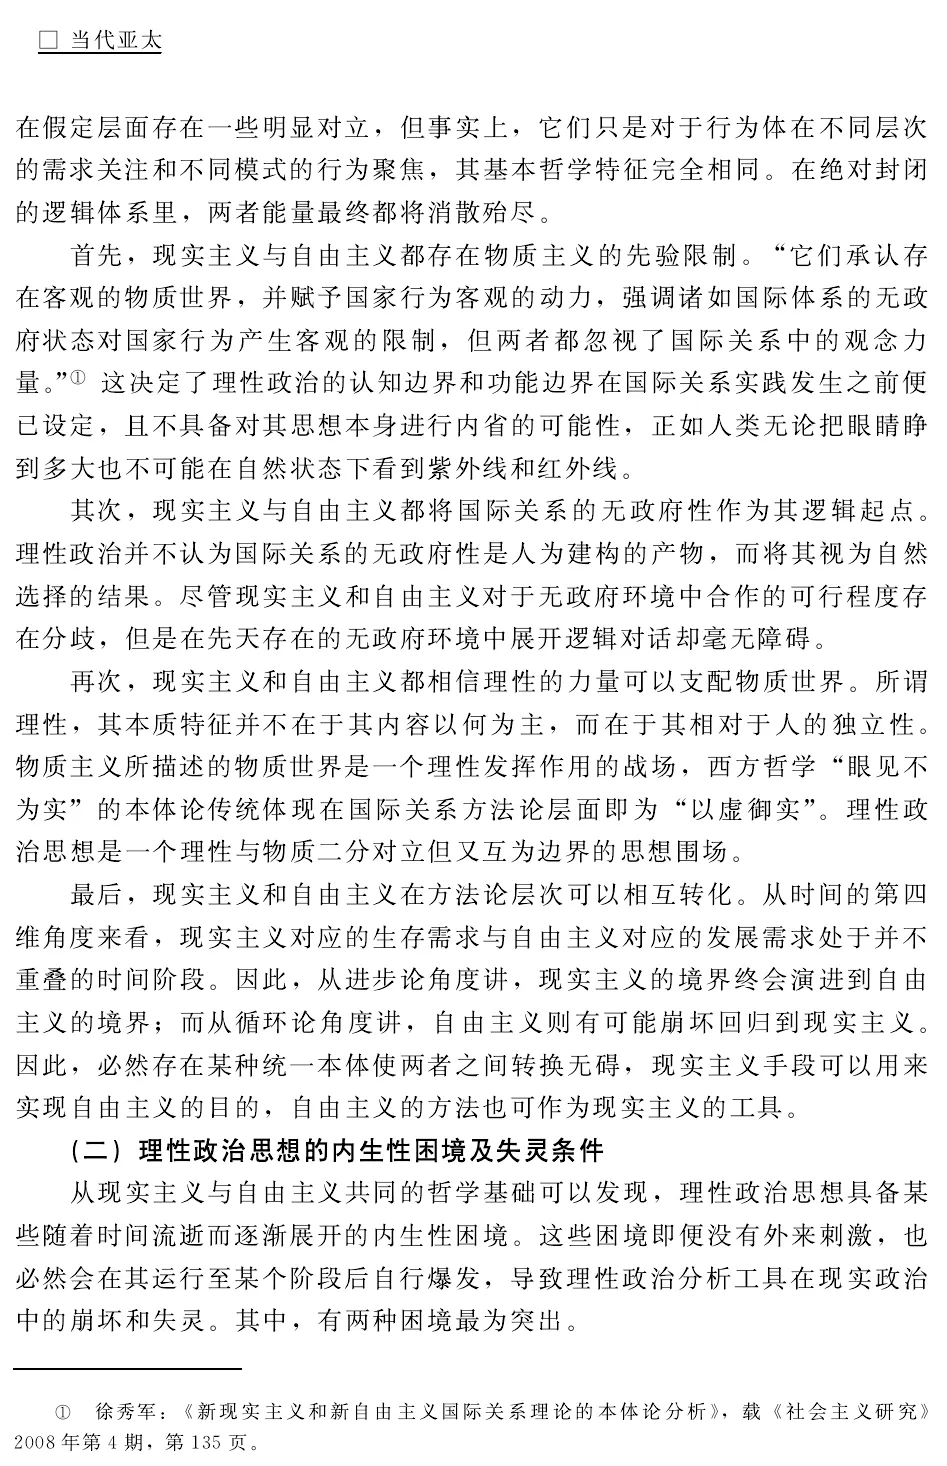 □ 当代亚太
在假定层面存在一些明显对立，但事实上，它们只是对于行为体在不同层次
的需求关注和不同模式的行为聚焦，其基本哲学特征完全相同。在绝对封闭
的逻辑体系里，两者能量最终都将消散殆尽。
首先，现实主义与自由主义都存在物质主义的先验限制。“它们承认存
在客观的物质世界，并赋予国家行为客观的动力，强调诸如国际体系的无政
府状态对国家行为产生客观的限制，但两者都忽视了国际关系中的观念力
量。”① 这决定了理性政治的认知边界和功能边界在国际关系实践发生之前便
已设定，且不具备对其思想本身进行内省的可能性，正如人类无论把眼睛睁
到多大也不可能在自然状态下看到紫外线和红外线。
其次，现实主义与自由主义都将国际关系的无政府性作为其逻辑起点。
理性政治并不认为国际关系的无政府性是人为建构的产物，而将其视为自然
选择的结果。尽管现实主义和自由主义对于无政府环境中合作的可行程度存
在分歧，但是在先天存在的无政府环境中展开逻辑对话却毫无障碍。
再次，现实主义和自由主义都相信理性的力量可以支配物质世界。所谓
理性，其本质特征并不在于其内容以何为主，而在于其相对于人的独立性。
物质主义所描述的物质世界是一个理性发挥作用的战场，西方哲学“眼见不
为实”的本体论传统体现在国际关系方法论层面即为“以虚御实”。理性政
治思想是一个理性与物质二分对立但又互为边界的思想围场。
最后，现实主义和自由主义在方法论层次可以相互转化。从时间的第四
维角度来看，现实主义对应的生存需求与自由主义对应的发展需求处于并不
重叠的时间阶段。因此，从进步论角度讲，现实主义的境界终会演进到自由
主义的境界；而从循环论角度讲，自由主义则有可能崩坏回归到现实主义。
因此，必然存在某种统一本体使两者之间转换无碍，现实主义手段可以用来
实现自由主义的目的，自由主义的方法也可作为现实主义的工具。
（二）理性政治思想的内生性困境及失灵条件
从现实主义与自由主义共同的哲学基础可以发现，理性政治思想具备某
些随着时间流逝而逐渐展开的内生性困境。这些困境即便没有外来刺激，也
必然会在其运行至某个阶段后自行爆发，导致理性政治分析工具在现实政治
中的崩坏和失灵。其中，有两种困境最为突出。
① 徐秀军：《新现实主义和新自由主义国际关系理论的本体论分析》，载《社会主义研究》
2008 年第 4 期，第 135 页。